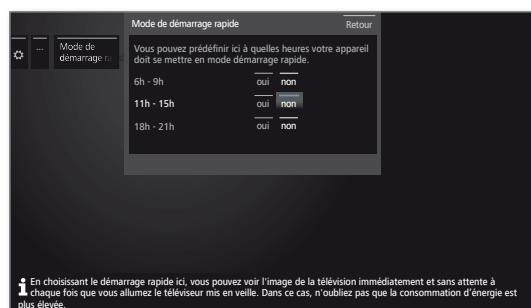 Mode de démarrage rapide
Retour
...
Mode de
démarrage ra
Vous pouvez prédéfinir ici à quelles heures votre appareil
doit se mettre en mode démarrage rapide.
6h - 9h oui non
11h - 15h oui non
18h - 21h oui non
En choisissant le démarrage rapide ici, vous pouvez voir l'image de la télévision immédiatement et sans attente à
chaque fois que vous allumez le téléviseur mis en veille. Dans ce cas, n'oubliez pas que la consommation d'énergie est
plus élevée.